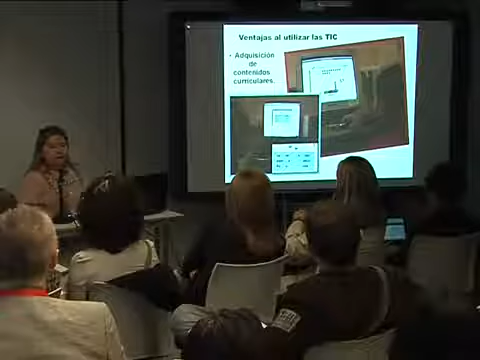 Ventajas al utilizar las TIC
• Adquisición
de
contenidos
curriculares.